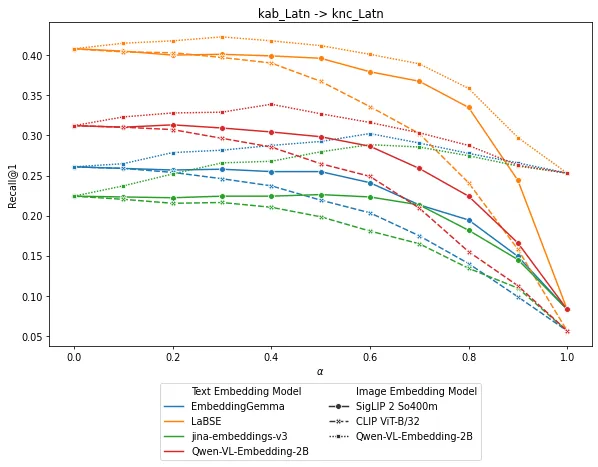 kab_Latn -> knc_Latn
Recall@1
0.40
0.35
0.30
0.25
0.20
0.15
0.10
0.05
0.0 0.2 0.4 0.6 0.8 1.0
α
Text Embedding Model Image Embedding Model
EmbeddingGemma SigLIP 2 So400m
LaBSE CLIP ViT-B/32
jina-embeddings-v3 Qwen-VL-Embedding-2B
Qwen-VL-Embedding-2B